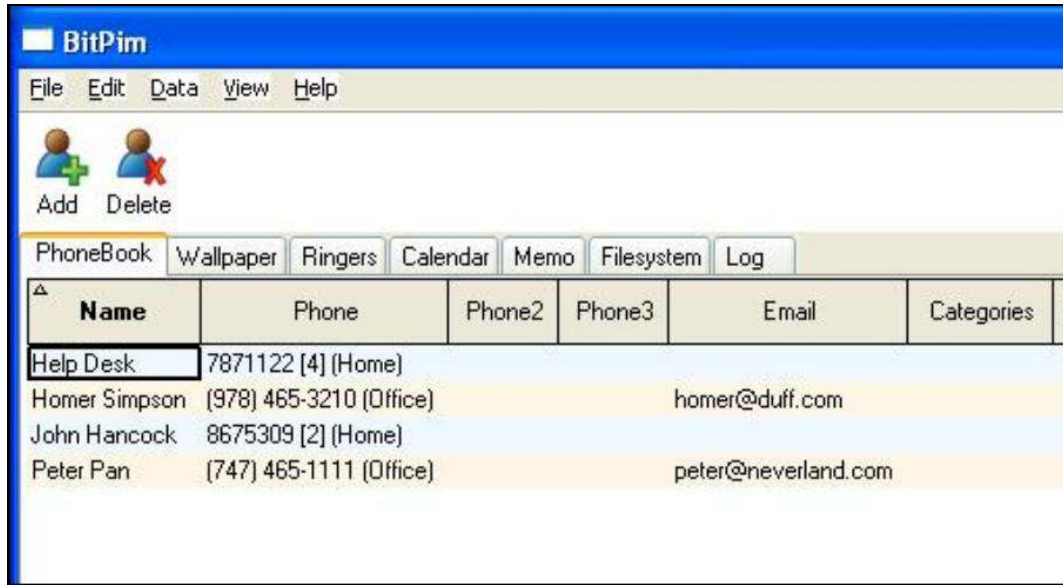 BitPim
File Edit Data View Help
Add Delete
PhoneBook Wallpaper Ringers Calendar Memo Filesystem Log
Name Phone Phone2 Phone3 Email Categories
Help Desk 7871122 [4] (Home)
Homer Simpson (978) 465-3210 (Office) homer@duff.com
John Hancock 8675309 [2] (Home)
Peter Pan (747) 465-1111 (Office) peter@neverland.com